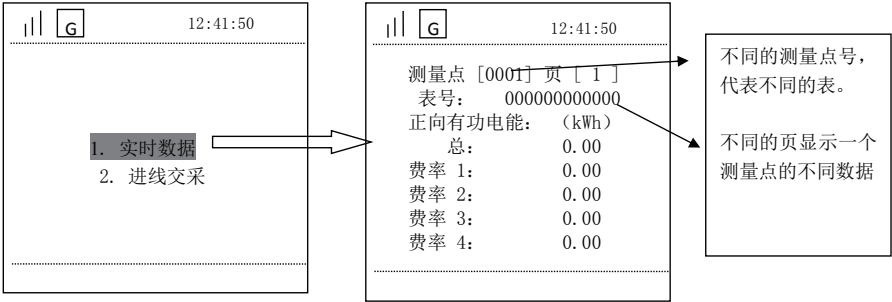 G 12:41:50
1. 实时数据
2. 进线交采
G 12:41:50
测量点 [0001] 页 [ 1 ]
表号： 000000000000
正向有功电能： （kWh）
总： 0.00
费率 1： 0.00
费率 2： 0.00
费率 3： 0.00
费率 4： 0.00
不同的测量点号，
代表不同的表。
不同的页显示一个
测量点的不同数据